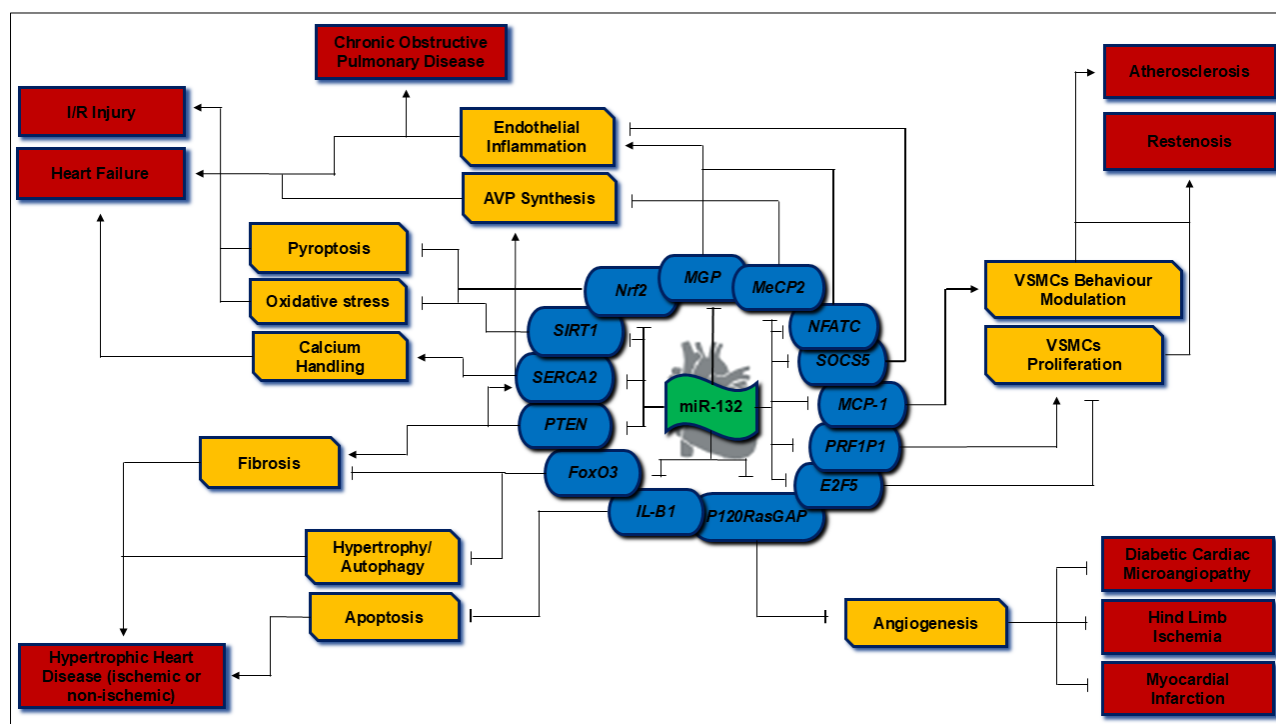 Chronic Obstructive
Pulmonary Disease
Atherosclerosis
I/R Injury
Endothelial
Inflammation
Restenosis
Heart Failure
AVP Synthesis
Pyroptosis
Nrf2
MGP
MeCP2
VSMCs Behaviour
Modulation
Oxidative stress
SIRT1
NFATC
Calcium
Handling
SERCA2
SOCS5
VSMCs
Proliferation
miR-132
MCP-1
PTEN
PRF1P1
Fibrosis
FoxO3
E2F5
IL-B1
P120RasGAP
Hypertrophy/
Autophagy
Diabetic Cardiac
Microangiopathy
Apoptosis
Angiogenesis
Hind Limb
Ischemia
Hypertrophic Heart
Disease (ischemic or
non-ischemic)
Myocardial
Infarction